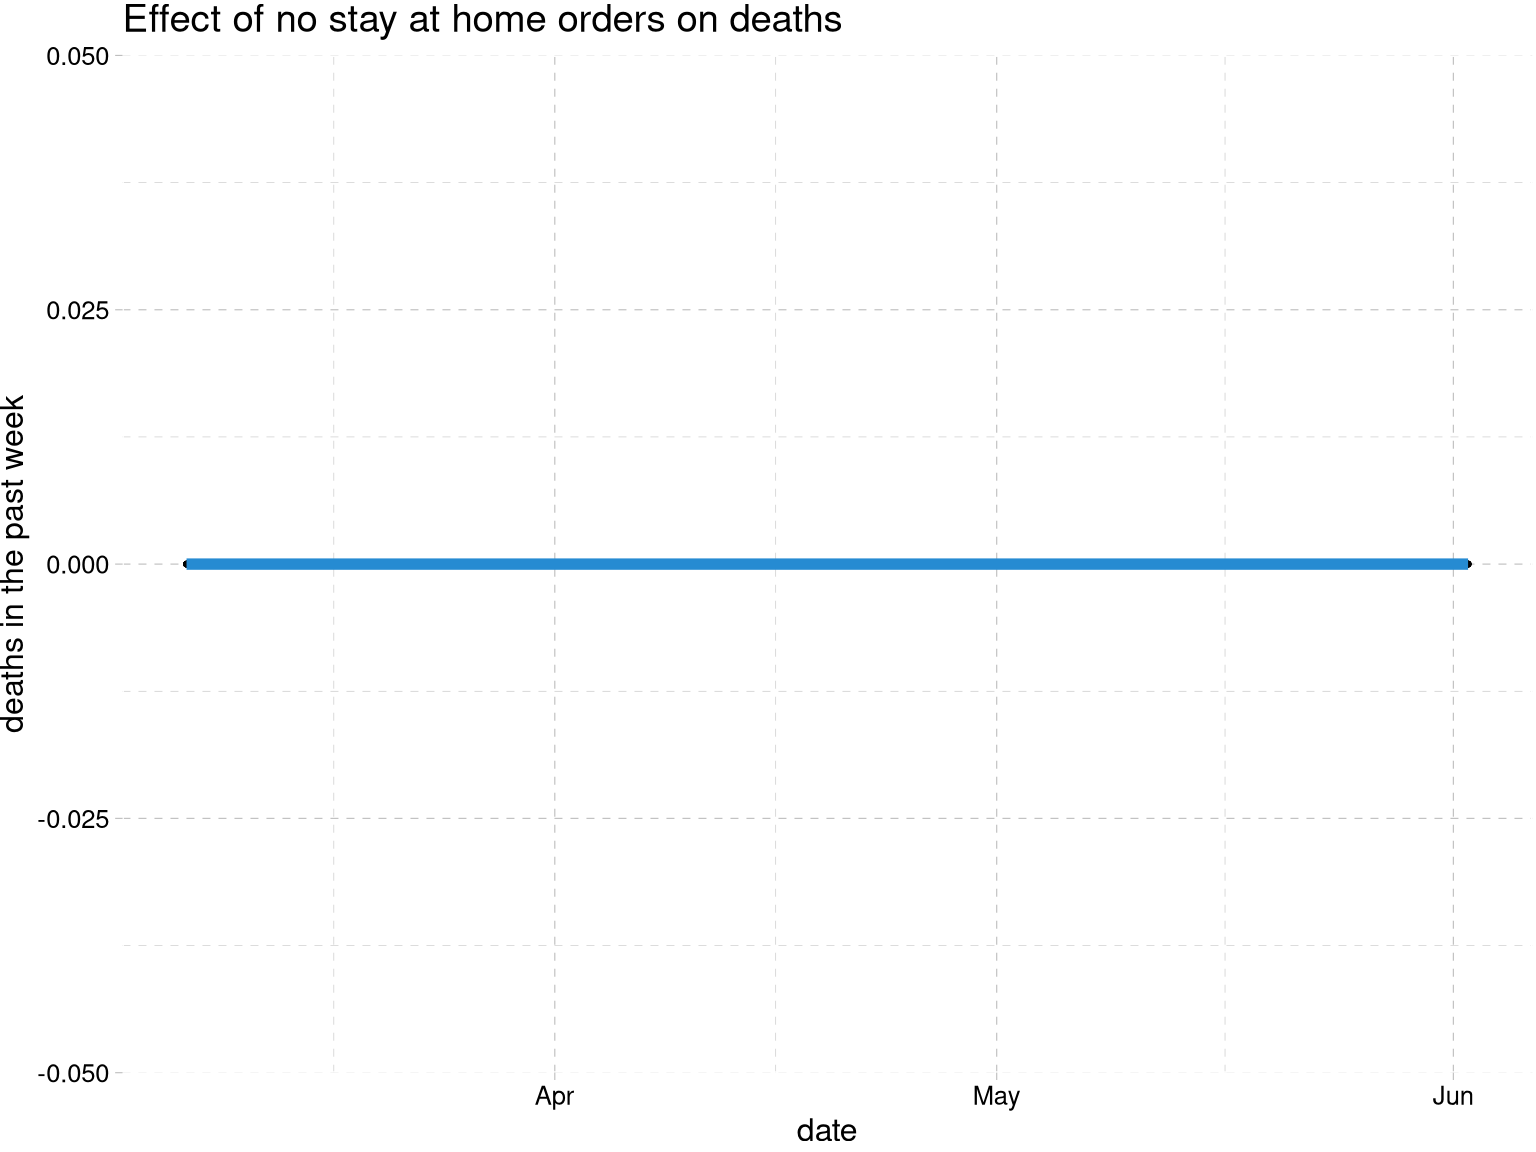 Effect of no stay at home orders on deaths
0.050
0.025
0.000
-0.025
-0.050
deaths in the past week
Apr
May
Jun
date